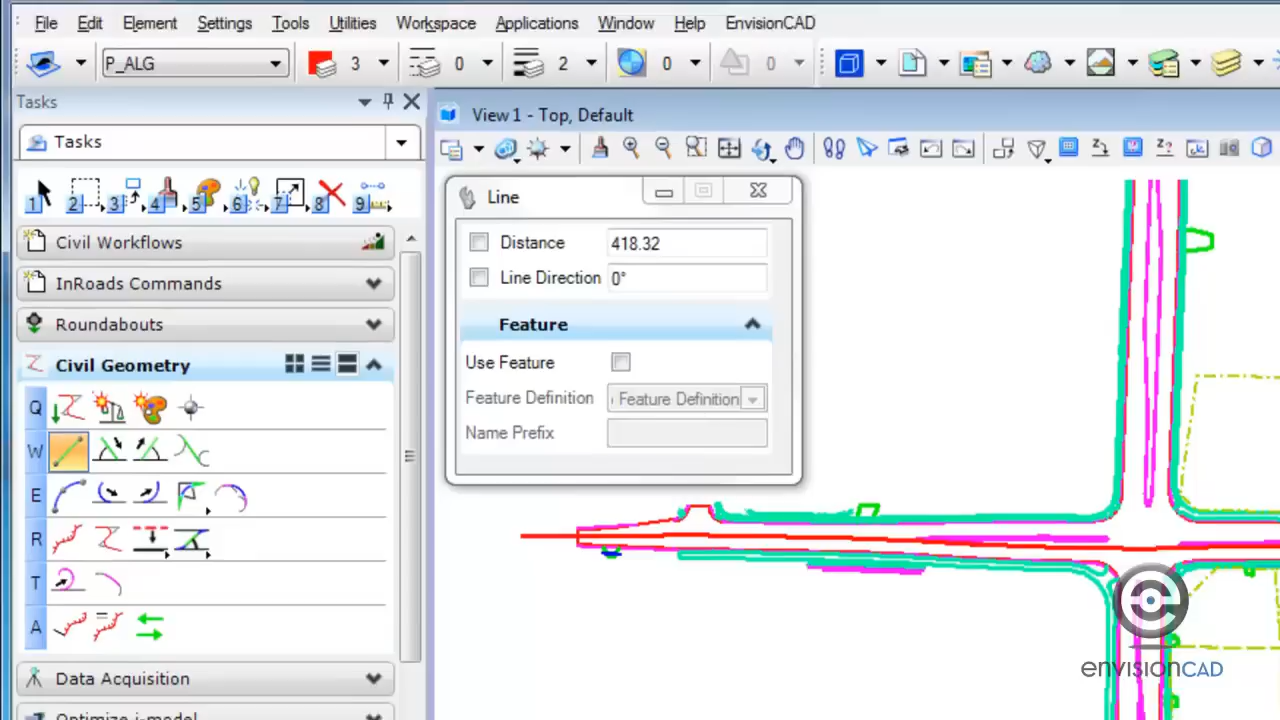 File Edit Element Settings Tools Utilities Workspace Applications Window Help EnvisionCAD
P_ALG 3 0 2 0 0
Tasks
View 1 - Top, Default
Tasks
1 2 3 4 5 6 7 8 9
Line
Distance 418.32
Line Direction 0°
Feature
Use Feature
Feature Definition Feature Definition
Name Prefix
Civil Workflows
InRoads Commands
Roundabouts
Civil Geometry
Q
W
E
R
T
A
Data Acquisition
Optimize i-model
envisionCAD